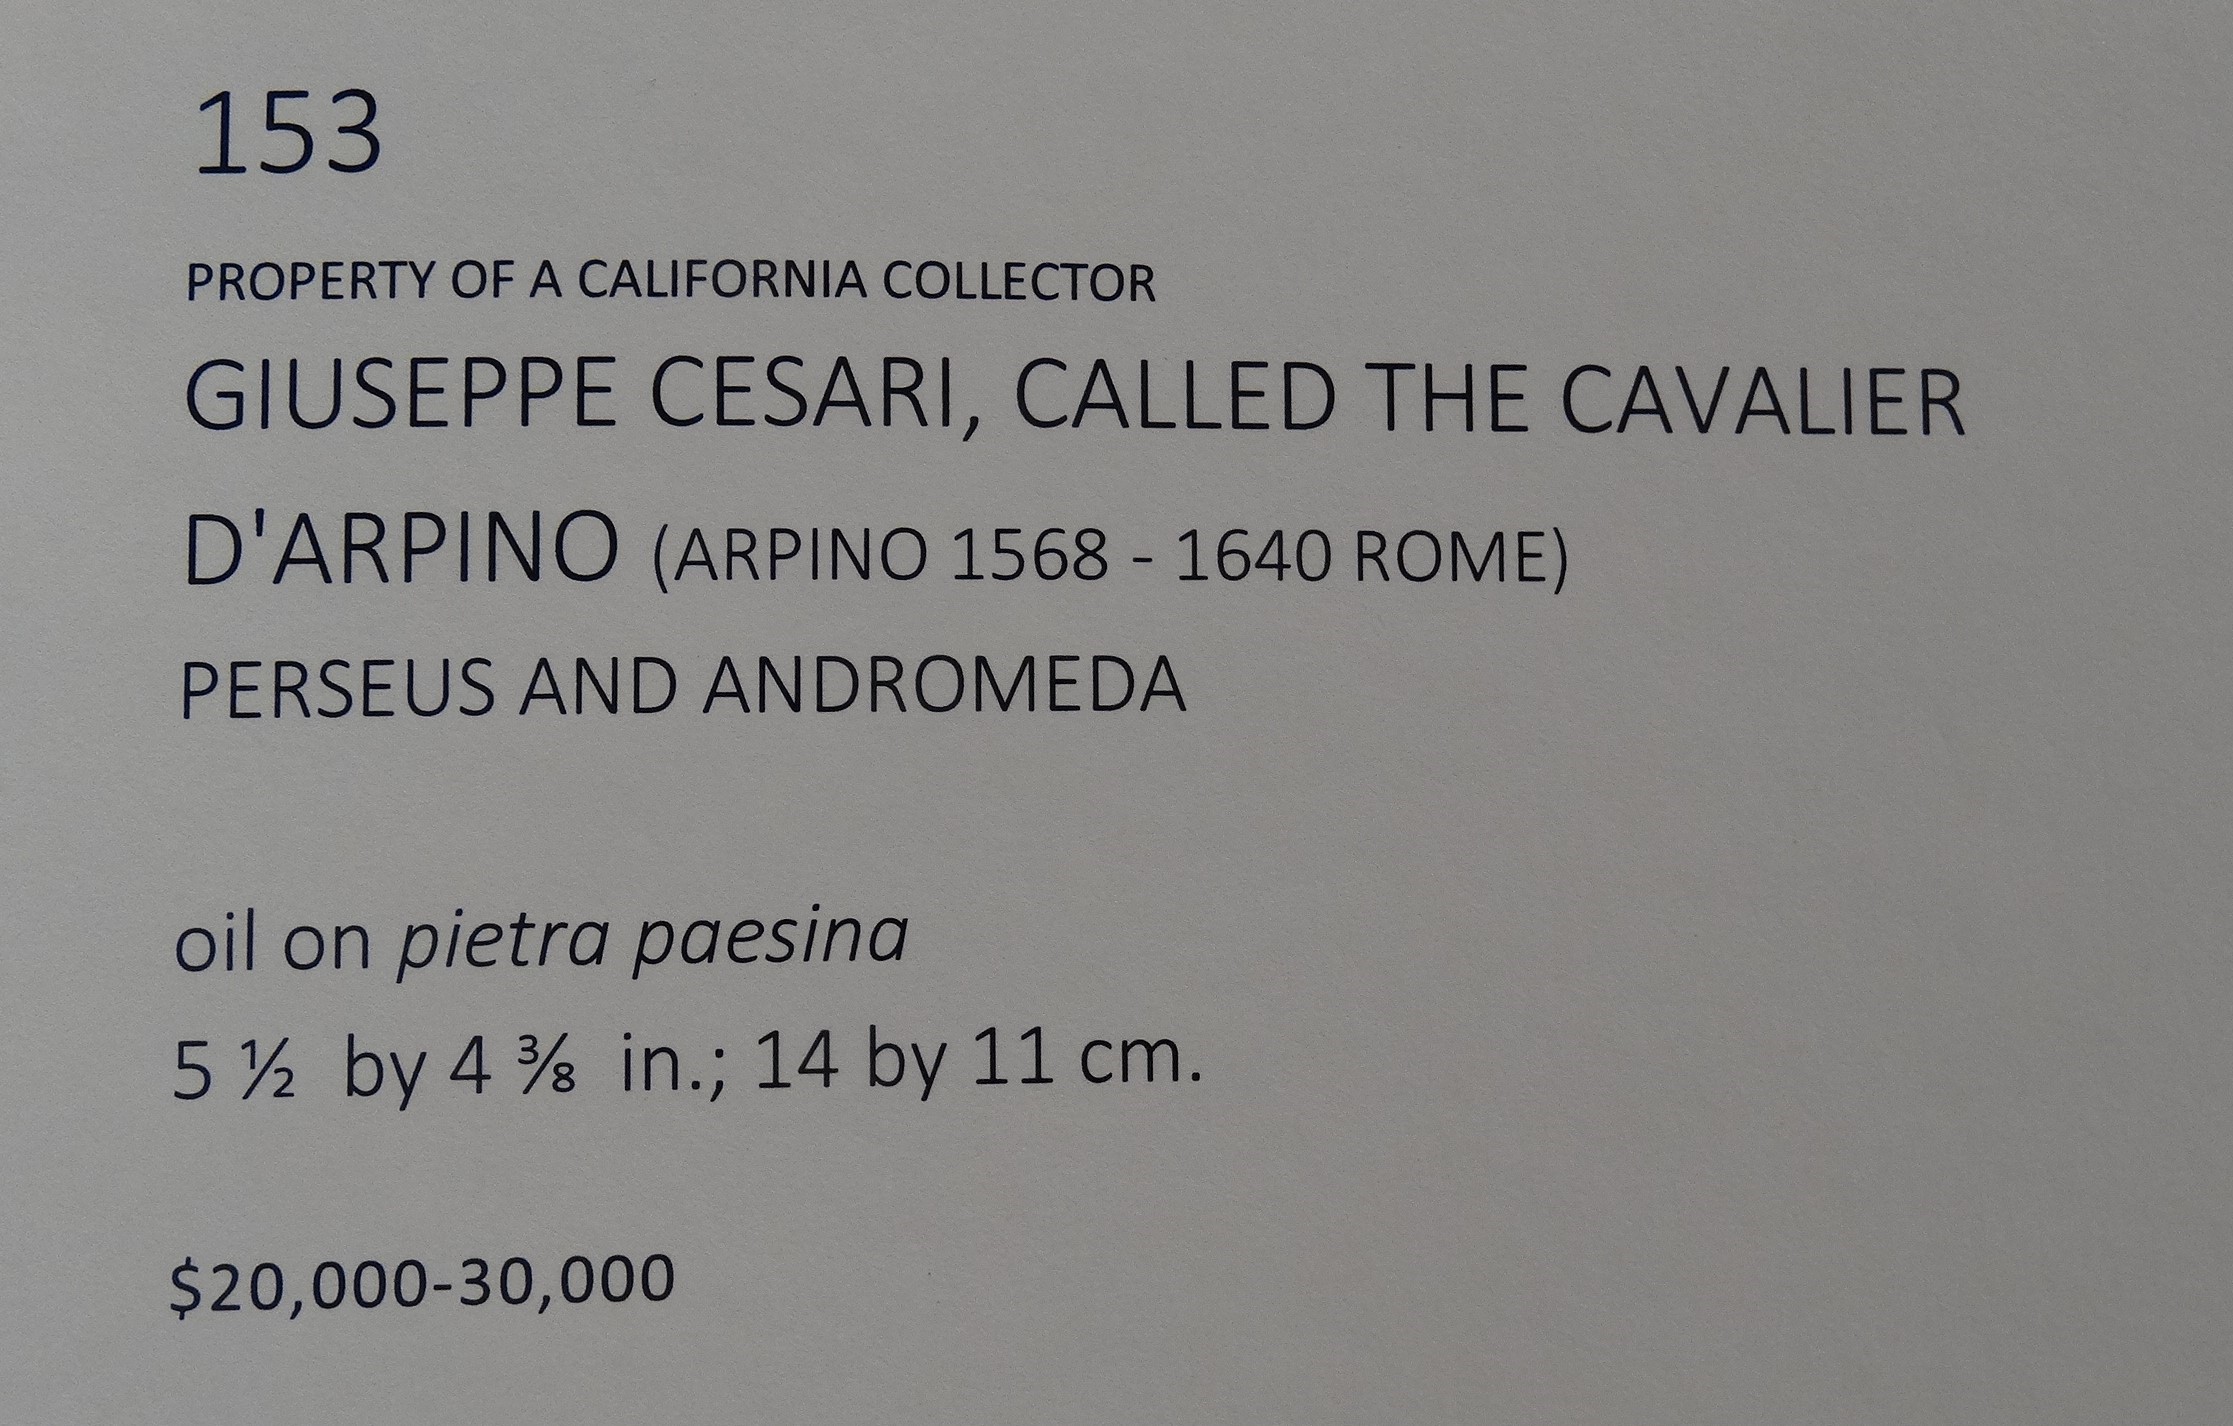 153
PROPERTY OF A CALIFORNIA COLLECTOR
GIUSEPPE CESARI, CALLED THE CAVALIER
D'ARPINO (ARPINO 1568 - 1640 ROME)
PERSEUS AND ANDROMEDA
oil on pietra paesina
5 ½ by 4 ⅜ in.; 14 by 11 cm.
$20,000-30,000